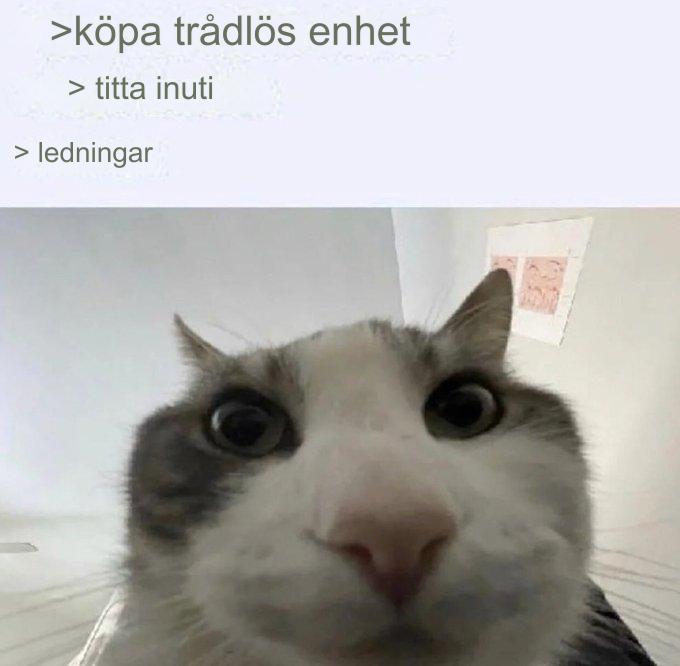 >köpa trådlös enhet
> titta inuti
> ledningar